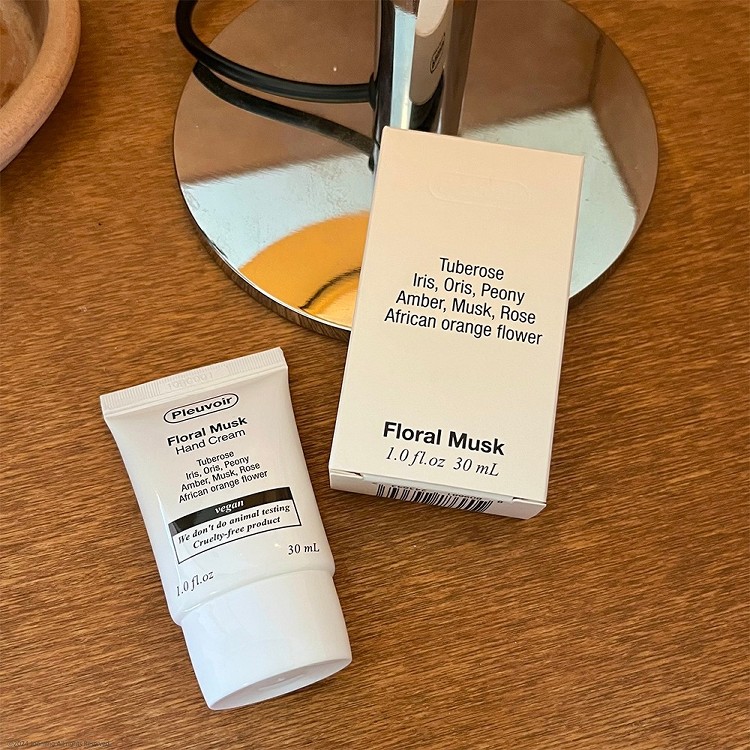 Tuberose
Iris, Oris, Peony
Amber, Musk, Rose
African orange flower
Floral Musk
1.0 fl.oz 30 mL
Pleuvoir
Floral Musk
Hand Cream
Tuberose
Iris, Oris, Peony
Amber, Musk, Rose
African orange flower
vegan
We don't do animal testing
Cruelty-free product
30 mL
1.0 fl.oz